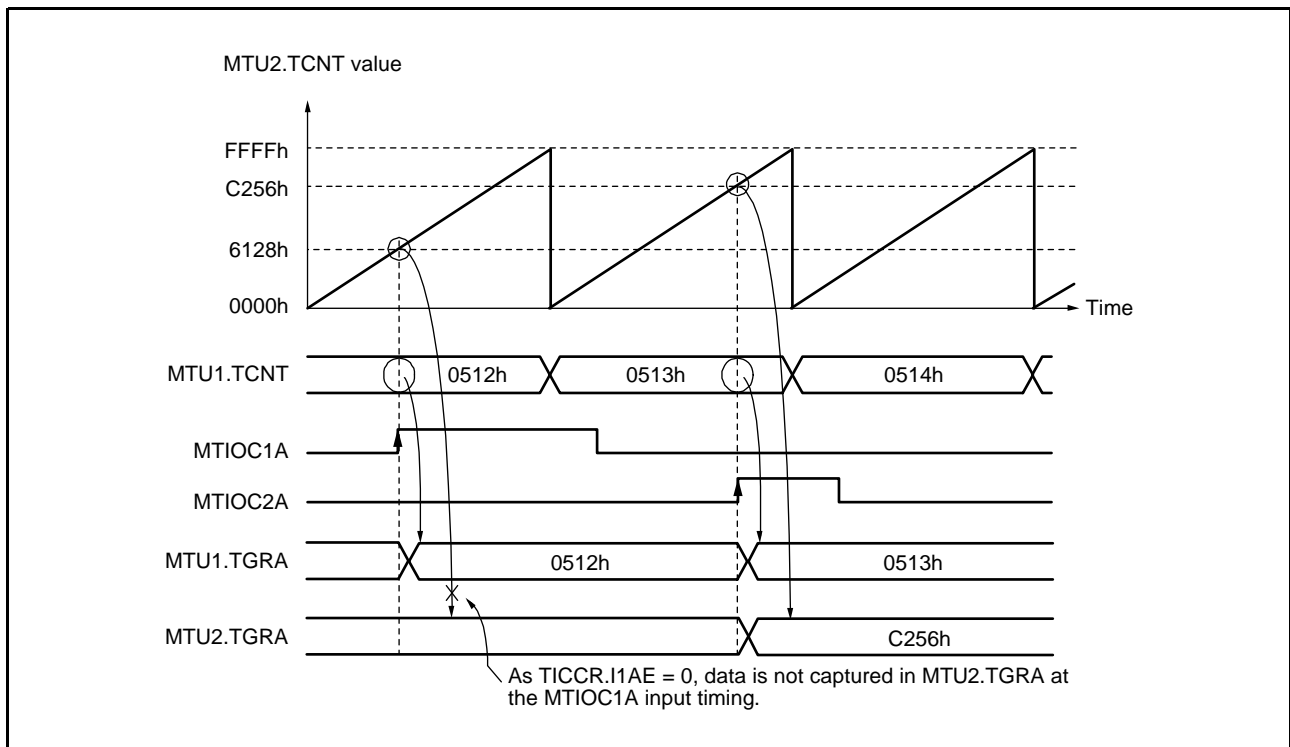 MTU2.TCNT value
FFFFh
C256h
6128h
0000h
Time
MTU1.TCNT
0512h
0513h
0514h
MTIOC1A
MTIOC2A
MTU1.TGRA
0512h
0513h
MTU2.TGRA
C256h
As TICCR.I1AE = 0, data is not captured in MTU2.TGRA at
the MTIOC1A input timing.